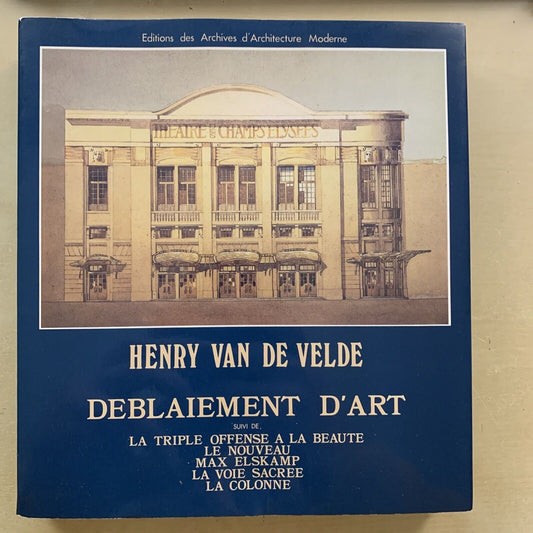 Editions des Archives d'Architecture Moderne
THEATRE DES CHAMPS ELYSEES
HENRY VAN DE VELDE
DEBLAIEMENT D'ART
SUIVI DE.
LA TRIPLE OFFENSE A LA BEAUTE
LE NOUVEAU
MAX ELSKAMP
LA VOIE SACREE
LA COLONNE